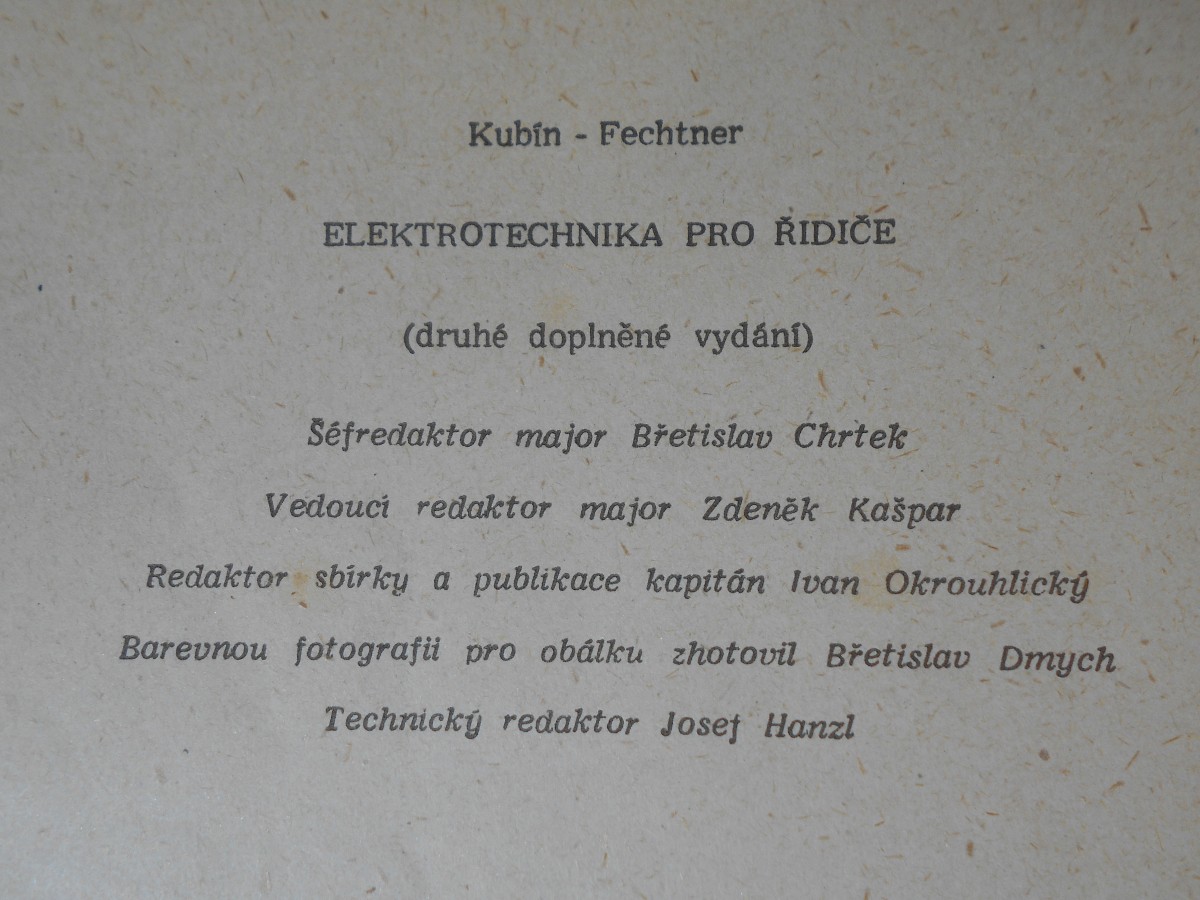 Kubín - Fechtner
ELEKTROTECHNIKA PRO ŘIDIČE
(druhé doplněné vydání)
Šéfredaktor major Břetislav Chrtek
Vedoucí redaktor major Zdeněk Kašpar
Redaktor sbírky a publikace kapitán Ivan Okrouhlický
Barevnou fotografii pro obálku zhotovil Břetislav Dmych
Technický redaktor Josef Hanzl